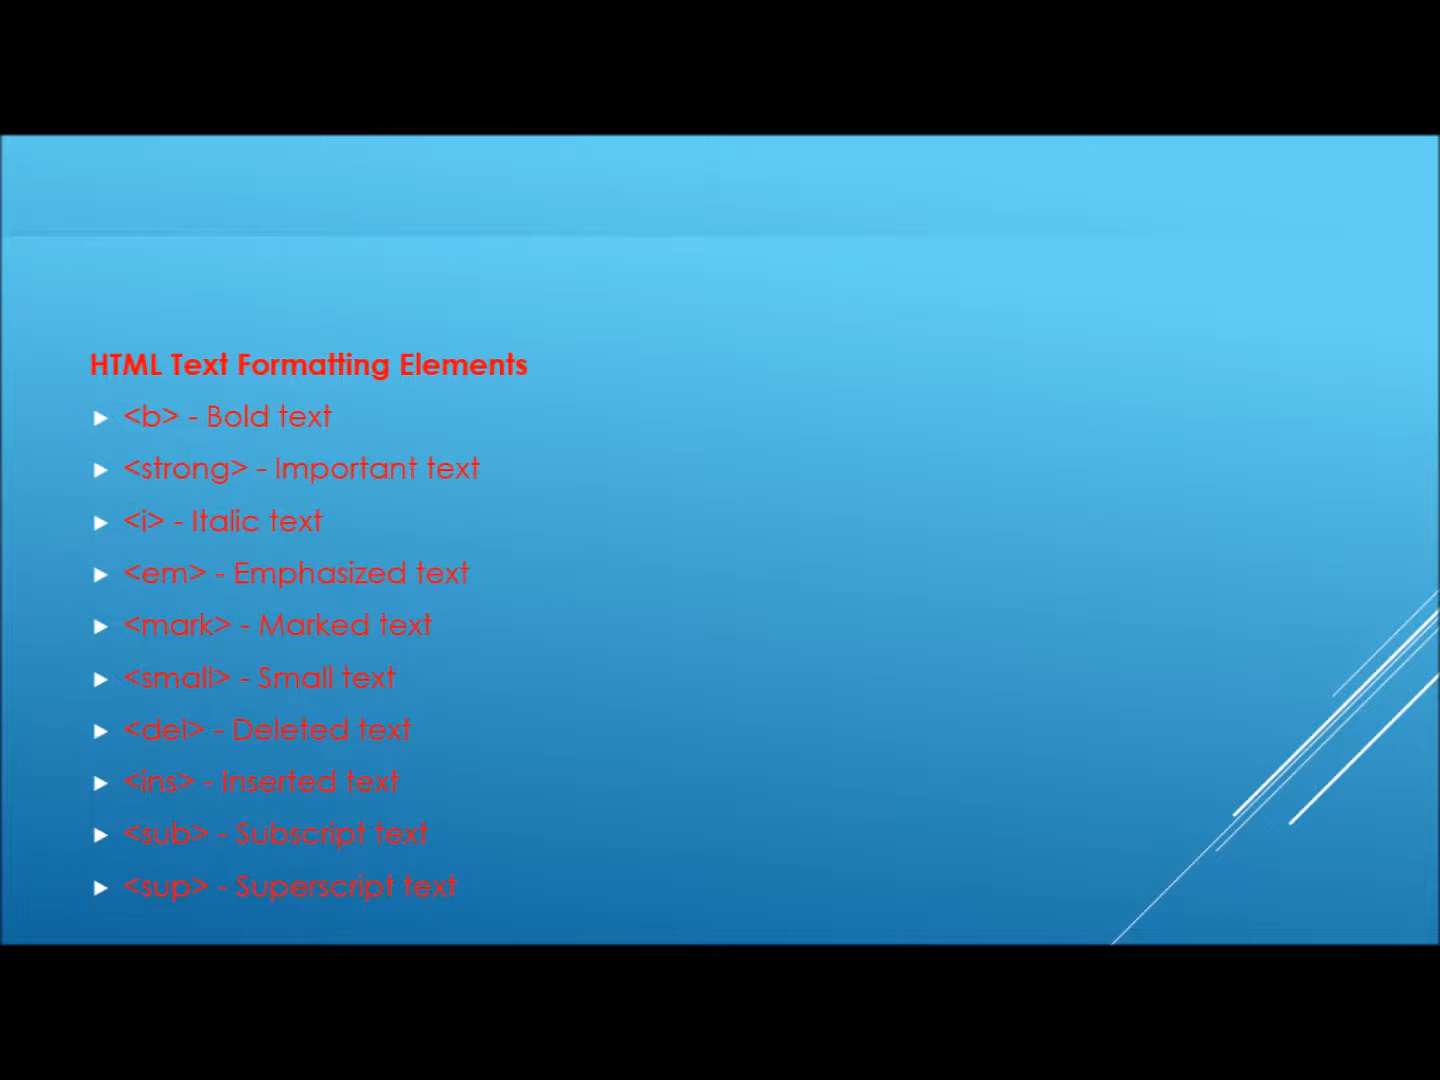 HTML Text Formatting Elements
<b> - Bold text
<strong> - Important text
<i> - Italic text
<em> - Emphasized text
<mark> - Marked text
<small> - Small text
<del> - Deleted text
<ins> - Inserted text
<sub> - Subscript text
<sup> - Superscript text